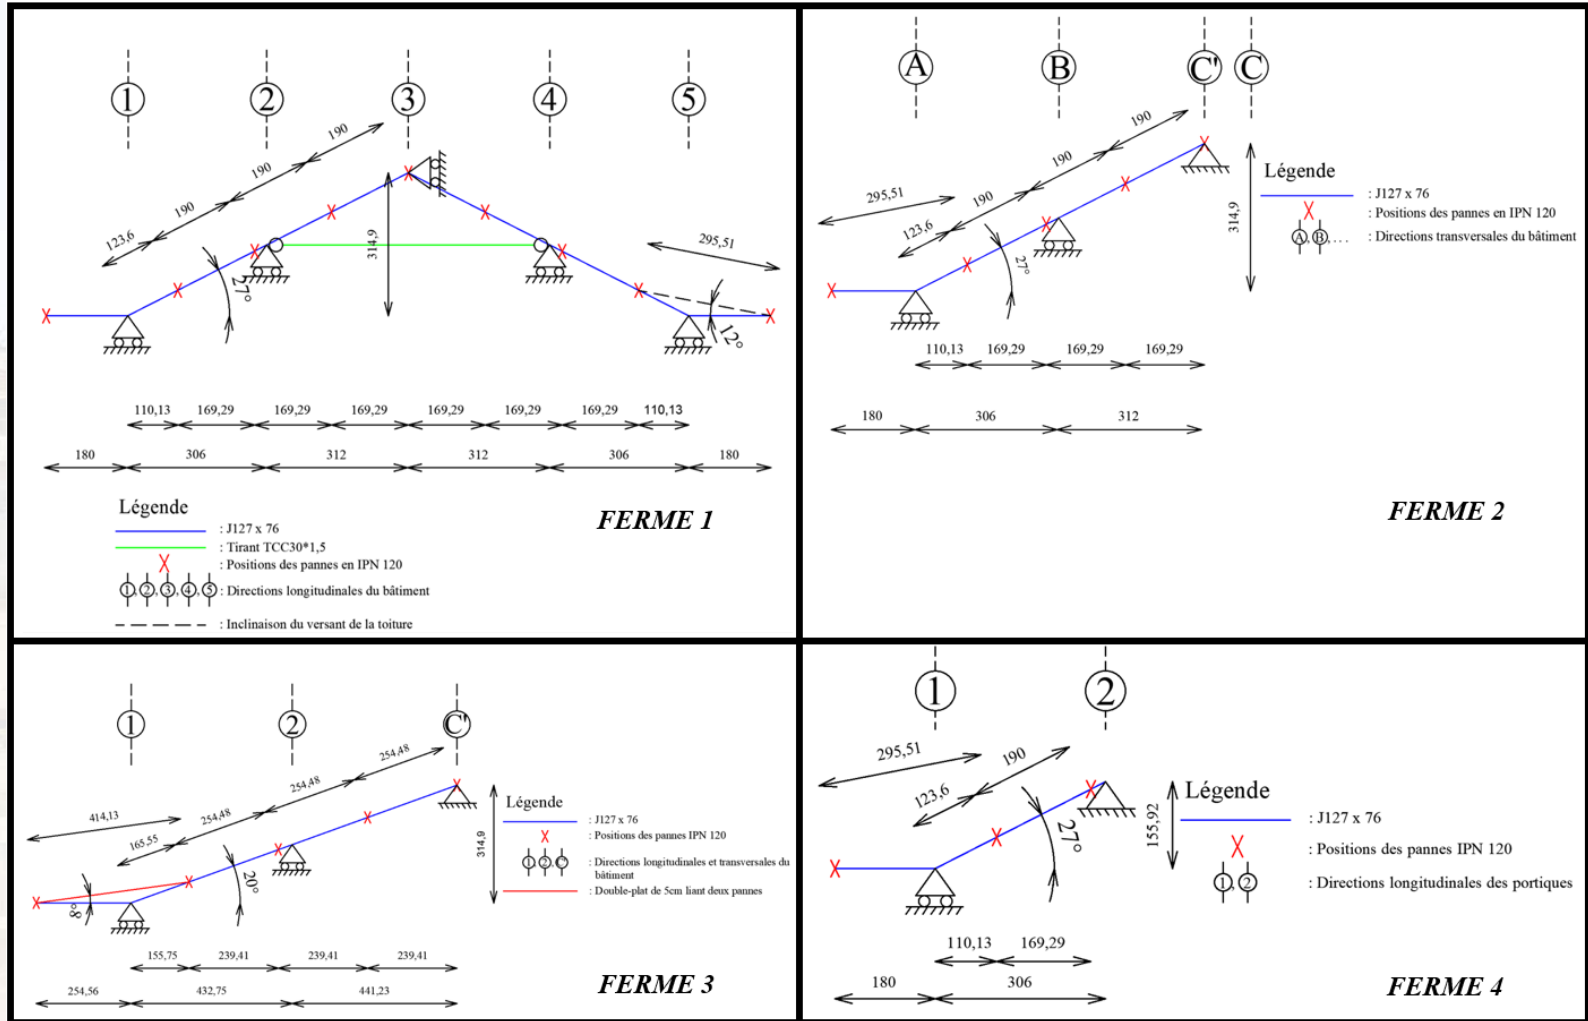 1 2 3 4 5
190
190
190
123,6
314,9
295,51
27°
12°
110,13 169,29 169,29 169,29 169,29 169,29 169,29 110,13
180 306 312 312 306 180
Légende
: J127 x 76
: Tirant TCC30*1,5
: Positions des pannes en IPN 120
1, 2, 3, 4, 5 : Directions longitudinales du bâtiment
: Inclinaison du versant de la toiture
FERME 1
A B C' C
190
190
190
295,51
123,6
27°
314,9
110,13 169,29 169,29 169,29
180 306 312
Légende
: J127 x 76
: Positions des pannes en IPN 120
A, B, ... : Directions transversales du bâtiment
FERME 2
1 2 C'
254,48
254,48
254,48
414,13
165,55
20°
8°
314,9
155,75 239,41 239,41 239,41
254,56 432,75 441,23
Légende
: J127 x 76
: Positions des pannes IPN 120
1, 2, C' : Directions longitudinales et transversales du
bâtiment
: Double-plat de 5cm liant deux pannes
FERME 3
1 2
295,51
190
123,6
27°
155,92
110,13 169,29
180 306
Légende
: J127 x 76
: Positions des pannes IPN 120
1, 2 : Directions longitudinales des portiques
FERME 4